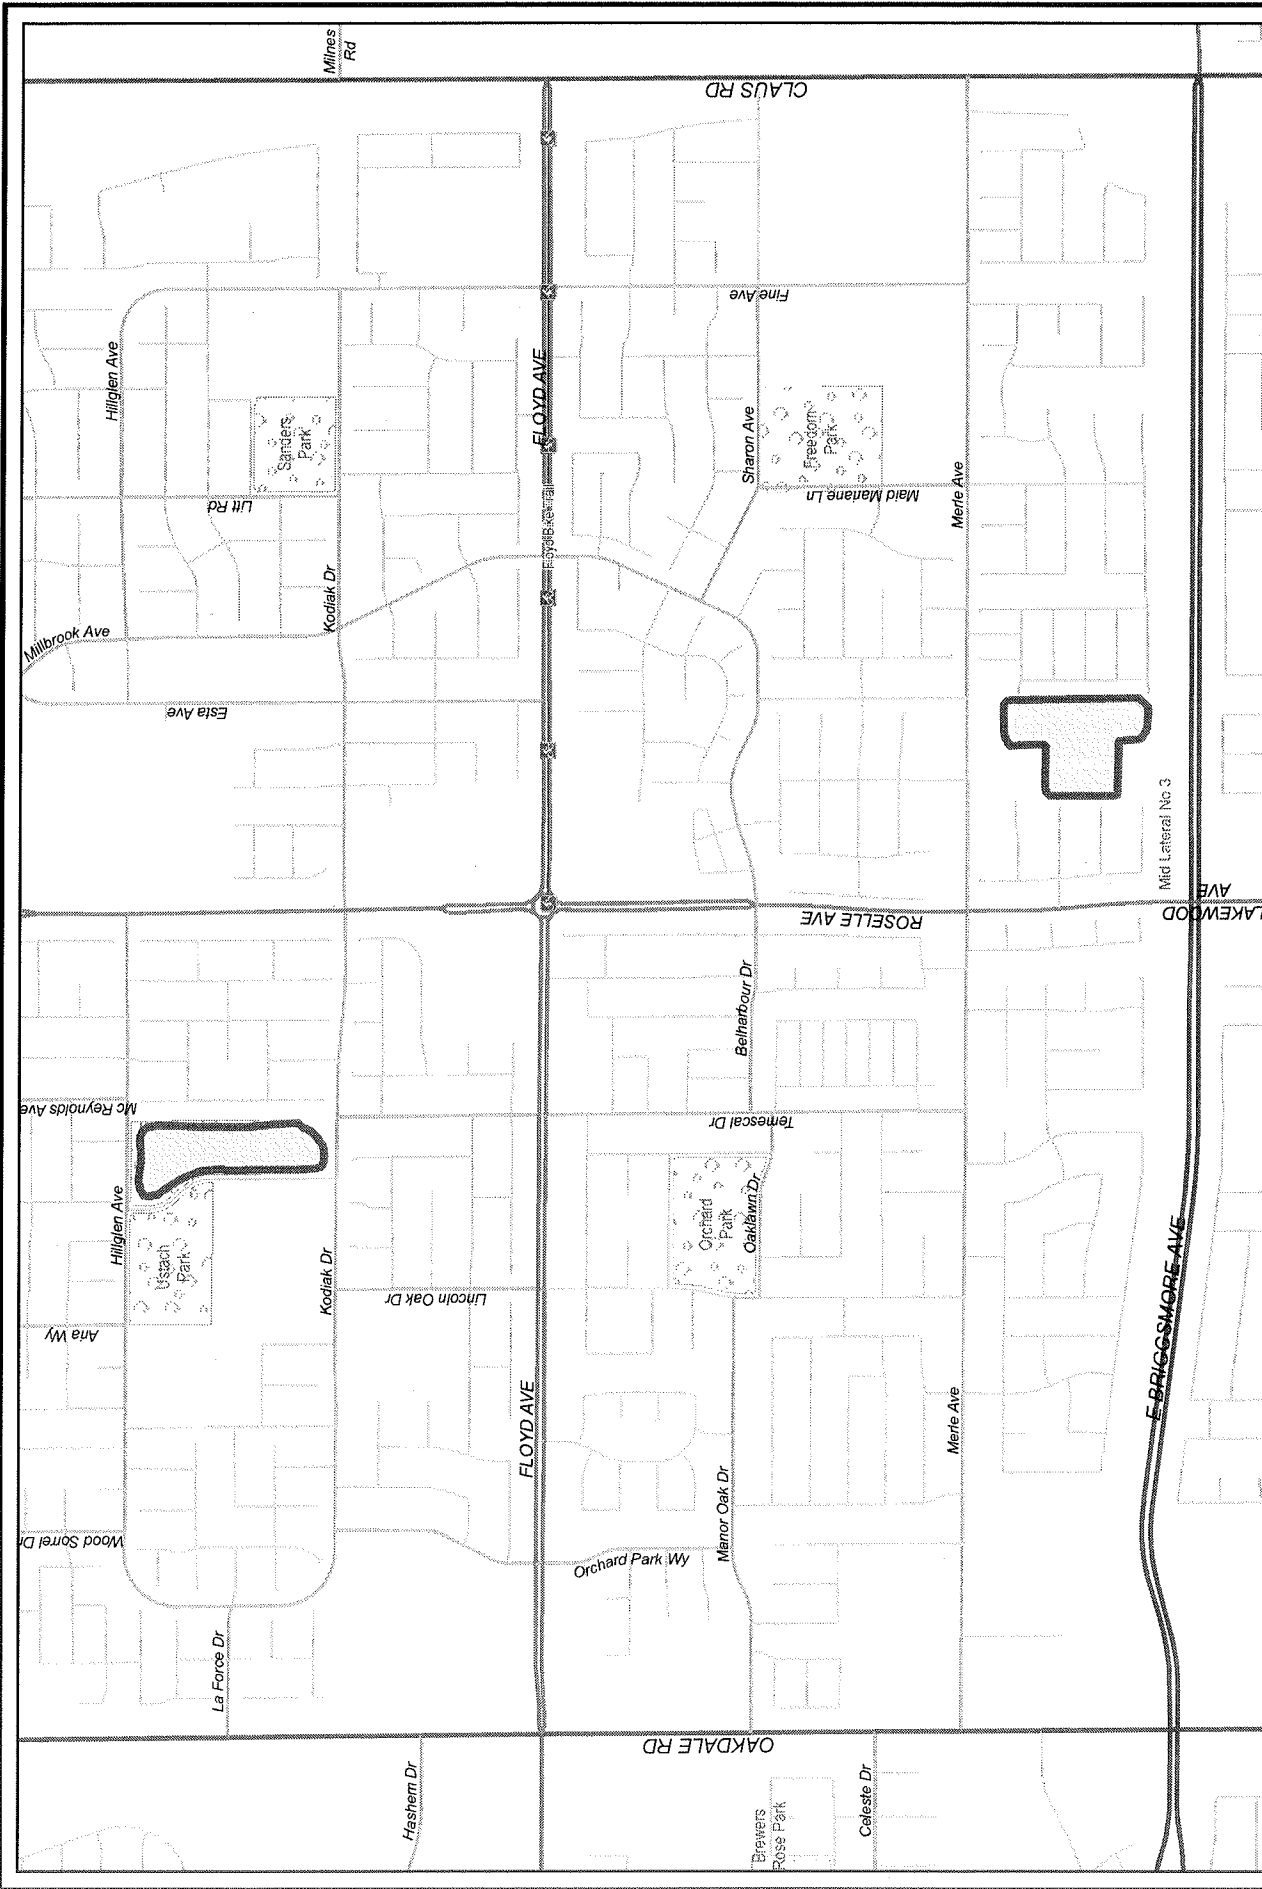 Milnes
Rd
CLAUS RD
Hillglen Ave
Fine Ave
FLOYD AVE
Sanders
Park
Litt Rd
Sharon Ave
Freedom
Park
Maid Mariane Ln
Merle Ave
Floyd Bike Trail
Kodiak Dr
Millbrook Ave
Esta Ave
Mid Lateral No 3
LAKEWOOD
AVE
ROSELLE AVE
Belharbour Dr
Mc Reynolds Ave
Temescal Dr
Hillglen Ave
Ustach
Park
Orchard
Park
Oaklawn Dr
Kodiak Dr
Lincoln Oak Dr
Aria Wy
E BRIGGSMORE AVE
FLOYD AVE
Merle Ave
Manor Oak Dr
Wood Sorrel Dr
Orchard Park Wy
La Force Dr
OAKDALE RD
Hashem Dr
Celeste Dr
Brewers
Rose Park